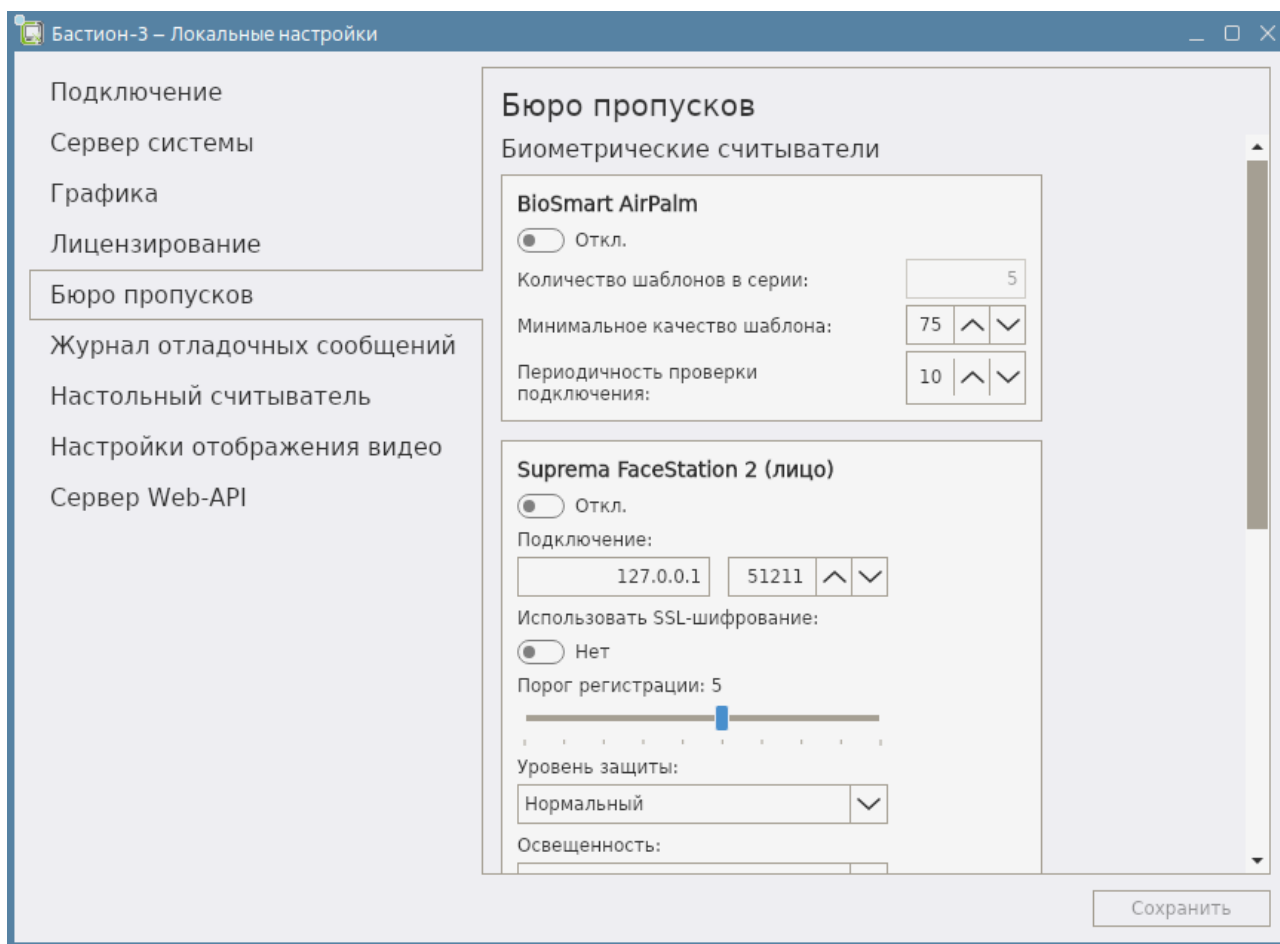 Бастион-3 – Локальные настройки
Подключение
Сервер системы
Графика
Лицензирование
Бюро пропусков
Журнал отладочных сообщений
Настольный считыватель
Настройки отображения видео
Сервер Web-API
Бюро пропусков
Биометрические считыватели
BioSmart AirPalm
Откл.
Количество шаблонов в серии: 5
Минимальное качество шаблона: 75
Периодичность проверки
подключения: 10
Suprema FaceStation 2 (лицо)
Откл.
Подключение:
127.0.0.1 51211
Использовать SSL-шифрование:
Нет
Порог регистрации: 5
Уровень защиты:
Нормальный
Освещенность:
Сохранить